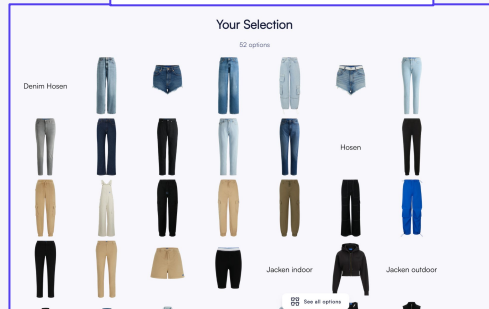 Your Selection
52 options
Denim Hosen
Hosen
Jacken indoor
Jacken outdoor
See all options